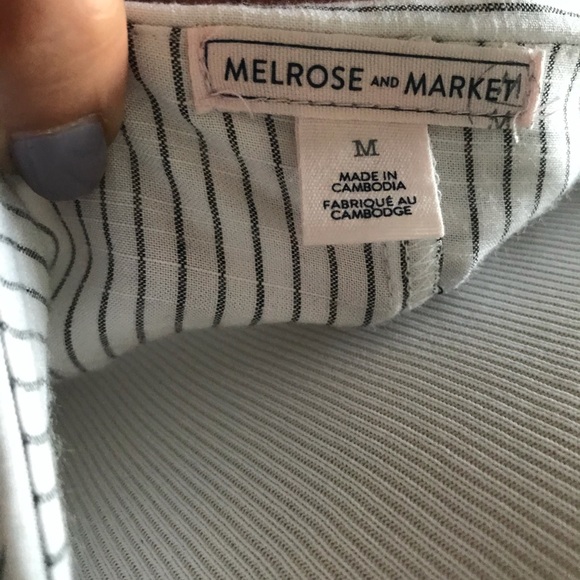 MELROSE AND MARKET
M
MADE IN
CAMBODIA
FABRIQUÉ AU
CAMBODGE